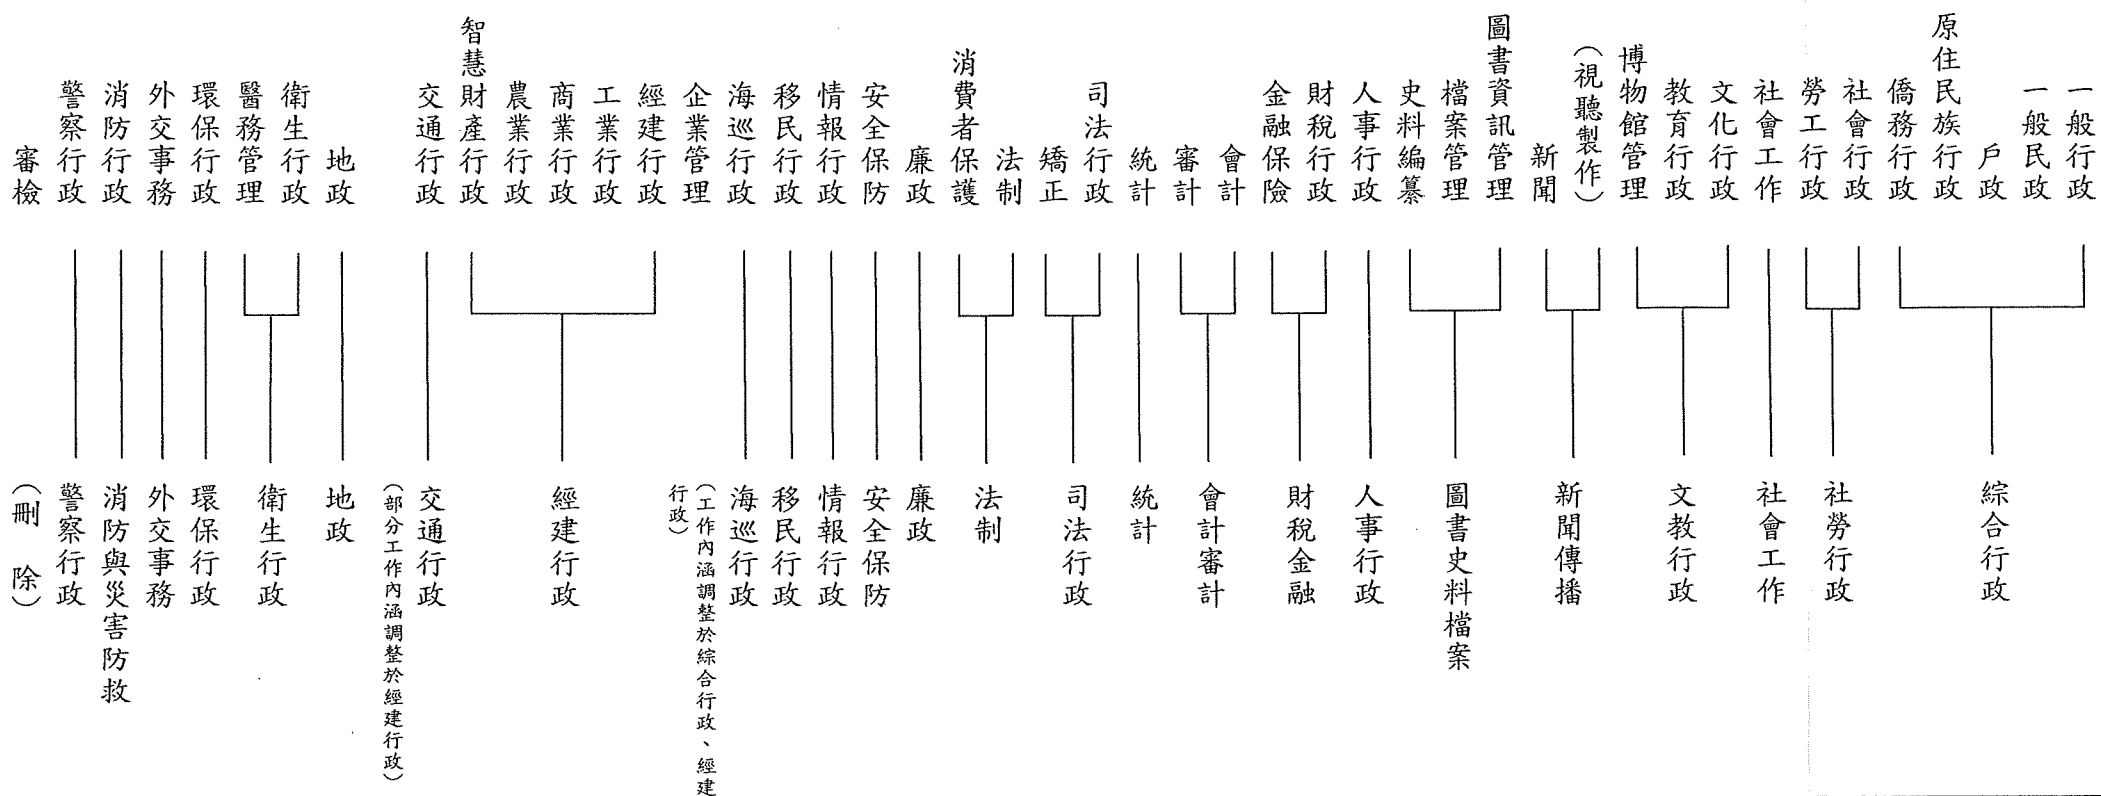 一般行政
一般民政
戶政
原住民族行政
僑務行政
社會行政
勞工行政
社會工作
文化行政
教育行政
博物館管理
（視聽製作）
新聞
圖書資訊管理
檔案管理
史料編纂
人事行政
財稅行政
金融保險
會計
審計
統計
司法行政
矯正
法制
消費者保護
廉政
安全保防
情報行政
移民行政
海巡行政
企業管理
經建行政
工業行政
商業行政
農業行政
智慧財產行政
交通行政
地政
衛生行政
醫務管理
環保行政
外交事務
消防行政
警察行政
審檢
綜合行政
社勞行政
社會工作
文教行政
新聞傳播
圖書史料檔案
人事行政
財稅金融
會計審計
統計
司法行政
法制
廉政
安全保防
情報行政
移民行政
海巡行政
（工作內涵調整於綜合行政、經建
行政）
經建行政
交通行政
（部分工作內涵調整於經建行政）
地政
衛生行政
環保行政
外交事務
消防與災害防救
警察行政
（刪 除）